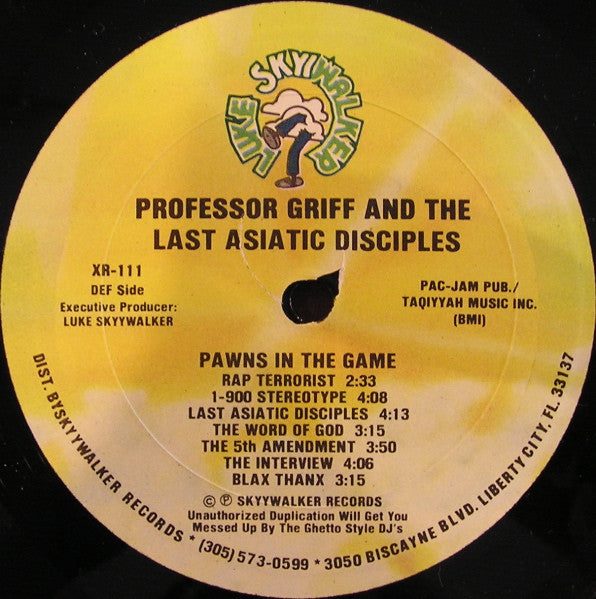 LUKE SKYYWALKER
PROFESSOR GRIFF AND THE
LAST ASIATIC DISCIPLES
XR-111
DEF Side
Executive Producer:
LUKE SKYYWALKER
PAC-JAM PUB./
TAQIYYAH MUSIC INC.
(BMI)
PAWNS IN THE GAME
RAP TERRORIST 2:33
1-900 STEREOTYPE 4:08
LAST ASIATIC DISCIPLES 4:13
THE WORD OF GOD 3:15
THE 5th AMENDMENT 3:50
THE INTERVIEW 4:06
BLAX THANX 3:15
© ℗ SKYYWALKER RECORDS
Unauthorized Duplication Will Get You
Messed Up By The Ghetto Style DJ's
DIST. BYSKYYWALKER RECORDS * (305) 573-0599 * 3050 BISCAYNE BLVD. LIBERTY CITY, FL. 33137